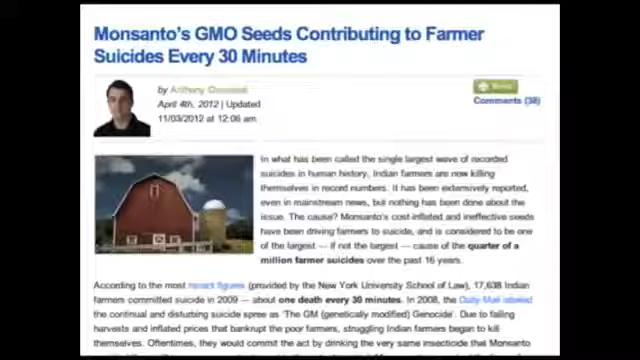 Monsanto's GMO Seeds Contributing to Farmer
Suicides Every 30 Minutes
by Anthony
April 4th, 2012 | Updated
11/03/2012 at 12:06 am
Comments (38)
In what has been called the single largest wave of recorded
suicides in human history, Indian farmers are now killing
themselves in record numbers. It has been extensively reported,
even in mainstream news, but nothing has been done about the
issue. The cause? Monsanto's cost-inflated and ineffective seeds
have been driving farmers to suicide, and is considered to be one
of the largest — if not the largest — cause of the quarter of a
million farmer suicides over the past 16 years.
According to the most recent figures (provided by the New York University School of Law), 17,638 Indian
farmers committed suicide in 2009 — about one death every 30 minutes. In 2008, the Daily Mail labeled
the continual and disturbing suicide spree as 'The GM (genetically modified) Genocide'. Due to failing
harvests and inflated prices that bankrupt the poor farmers, struggling Indian farmers began to kill
themselves. Oftentimes, they would commit the act by drinking the very same insecticide that Monsanto